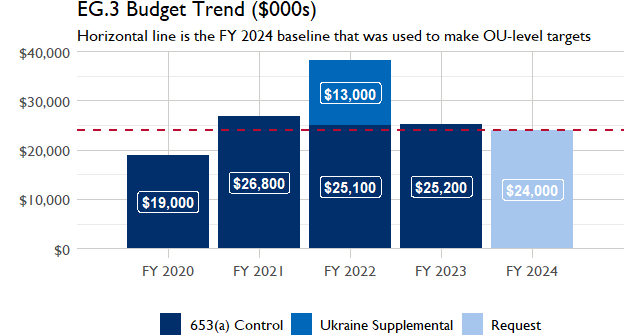 EG.3 Budget Trend ($000s)
Horizontal line is the FY 2024 baseline that was used to make OU-level targets
$40,000
$30,000
$20,000
$10,000
$0
$19,000
$26,800
$13,000
$25,100
$25,200
$24,000
FY 2020 FY 2021 FY 2022 FY 2023 FY 2024
653(a) Control Ukraine Supplemental Request